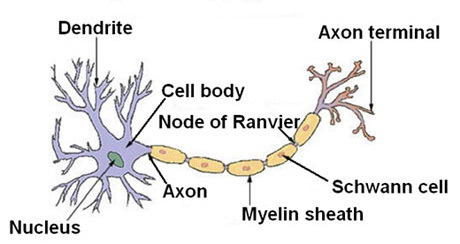 Dendrite
Axon terminal
Cell body
Node of Ranvier
Axon
Schwann cell
Myelin sheath
Nucleus